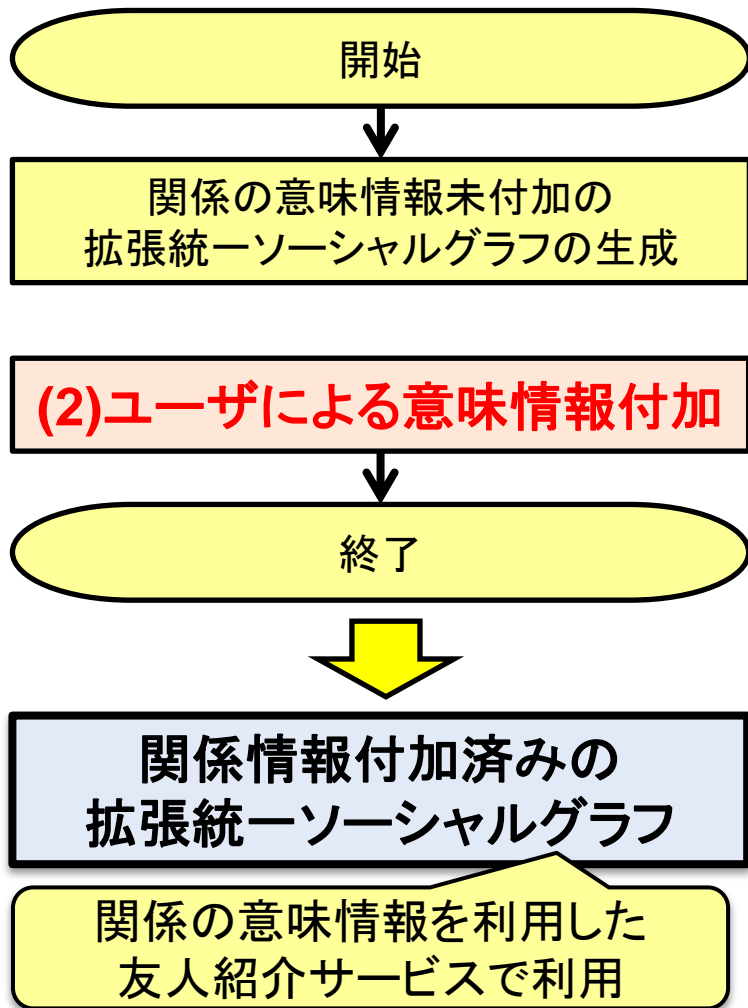 開始
関係の意味情報未付加の
拡張統一ソーシャルグラフの生成
(2)ユーザによる意味情報付加
終了
関係情報付加済みの
拡張統一ソーシャルグラフ
関係の意味情報を利用した
友人紹介サービスで利用